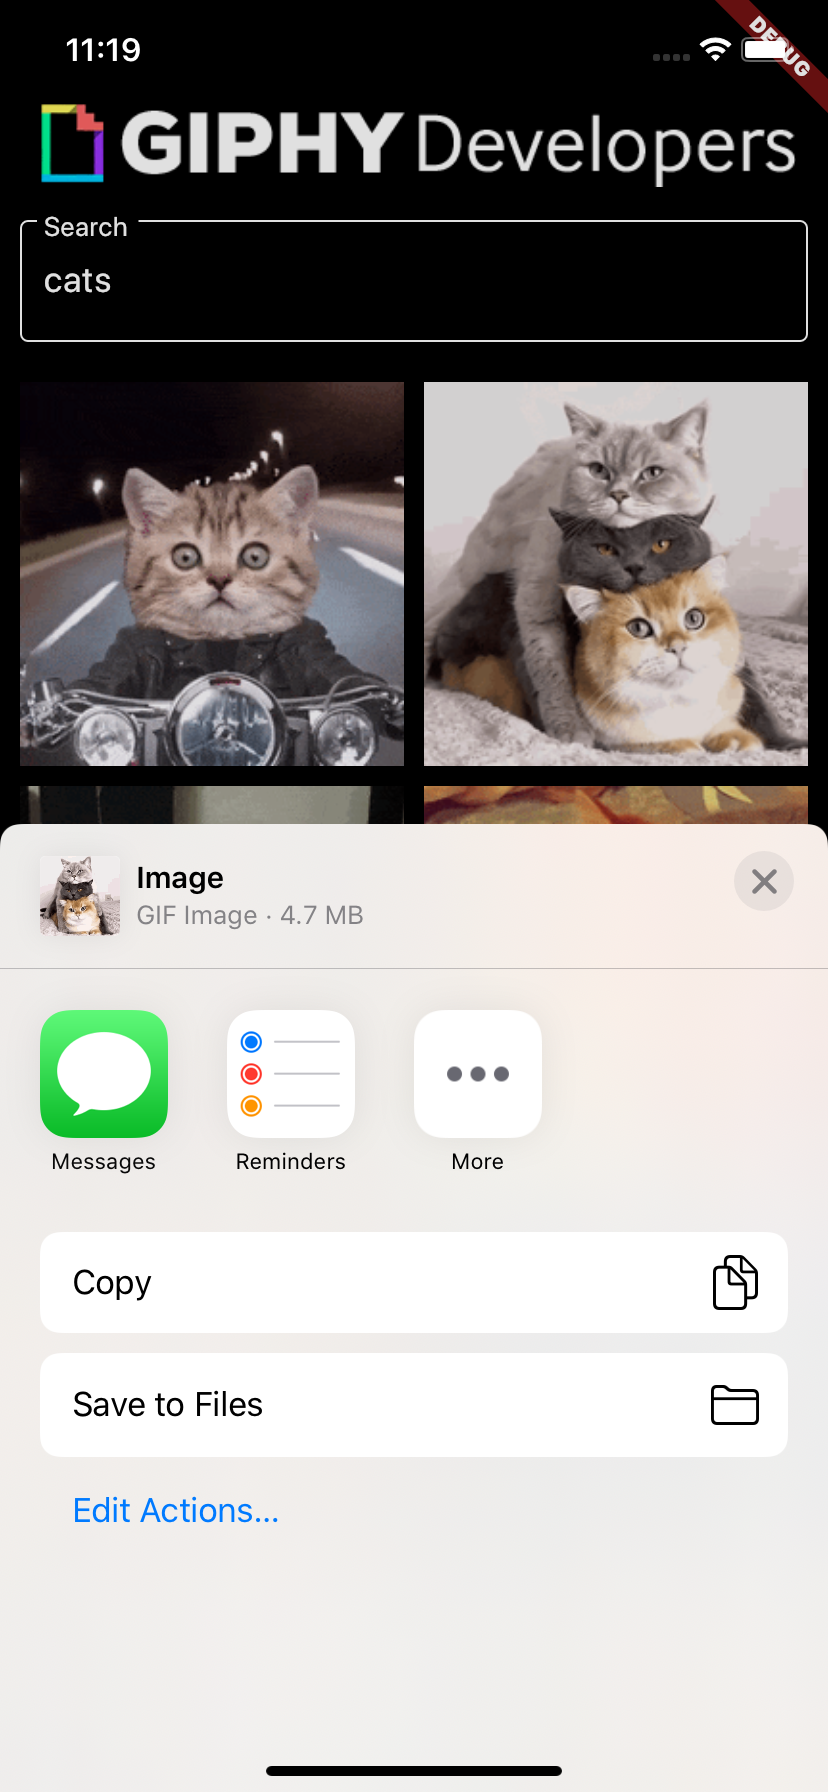 11:19
DEBUG
GIPHY Developers
Search
cats
Image
GIF Image · 4.7 MB
Messages
Reminders
More
Copy
Save to Files
Edit Actions...